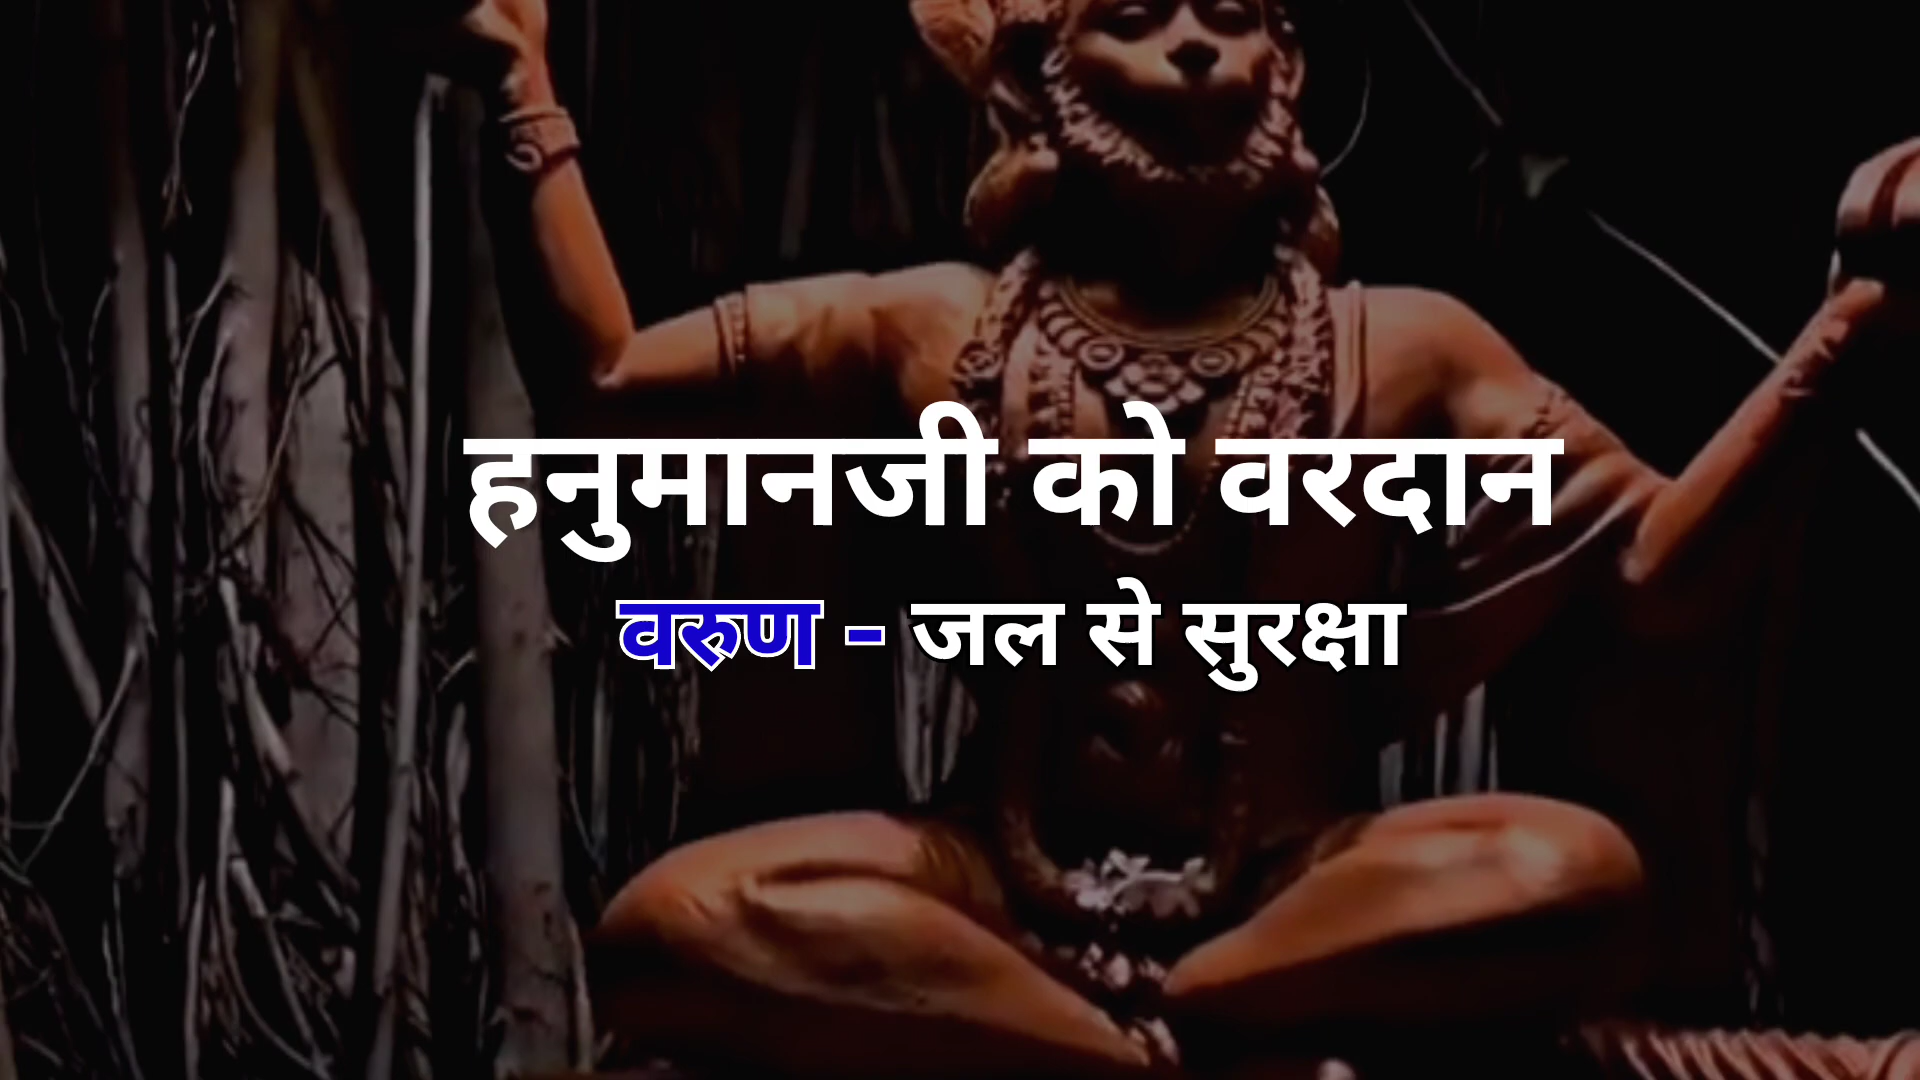 हनुमानजी को वरदान
वरुण - जल से सुरक्षा